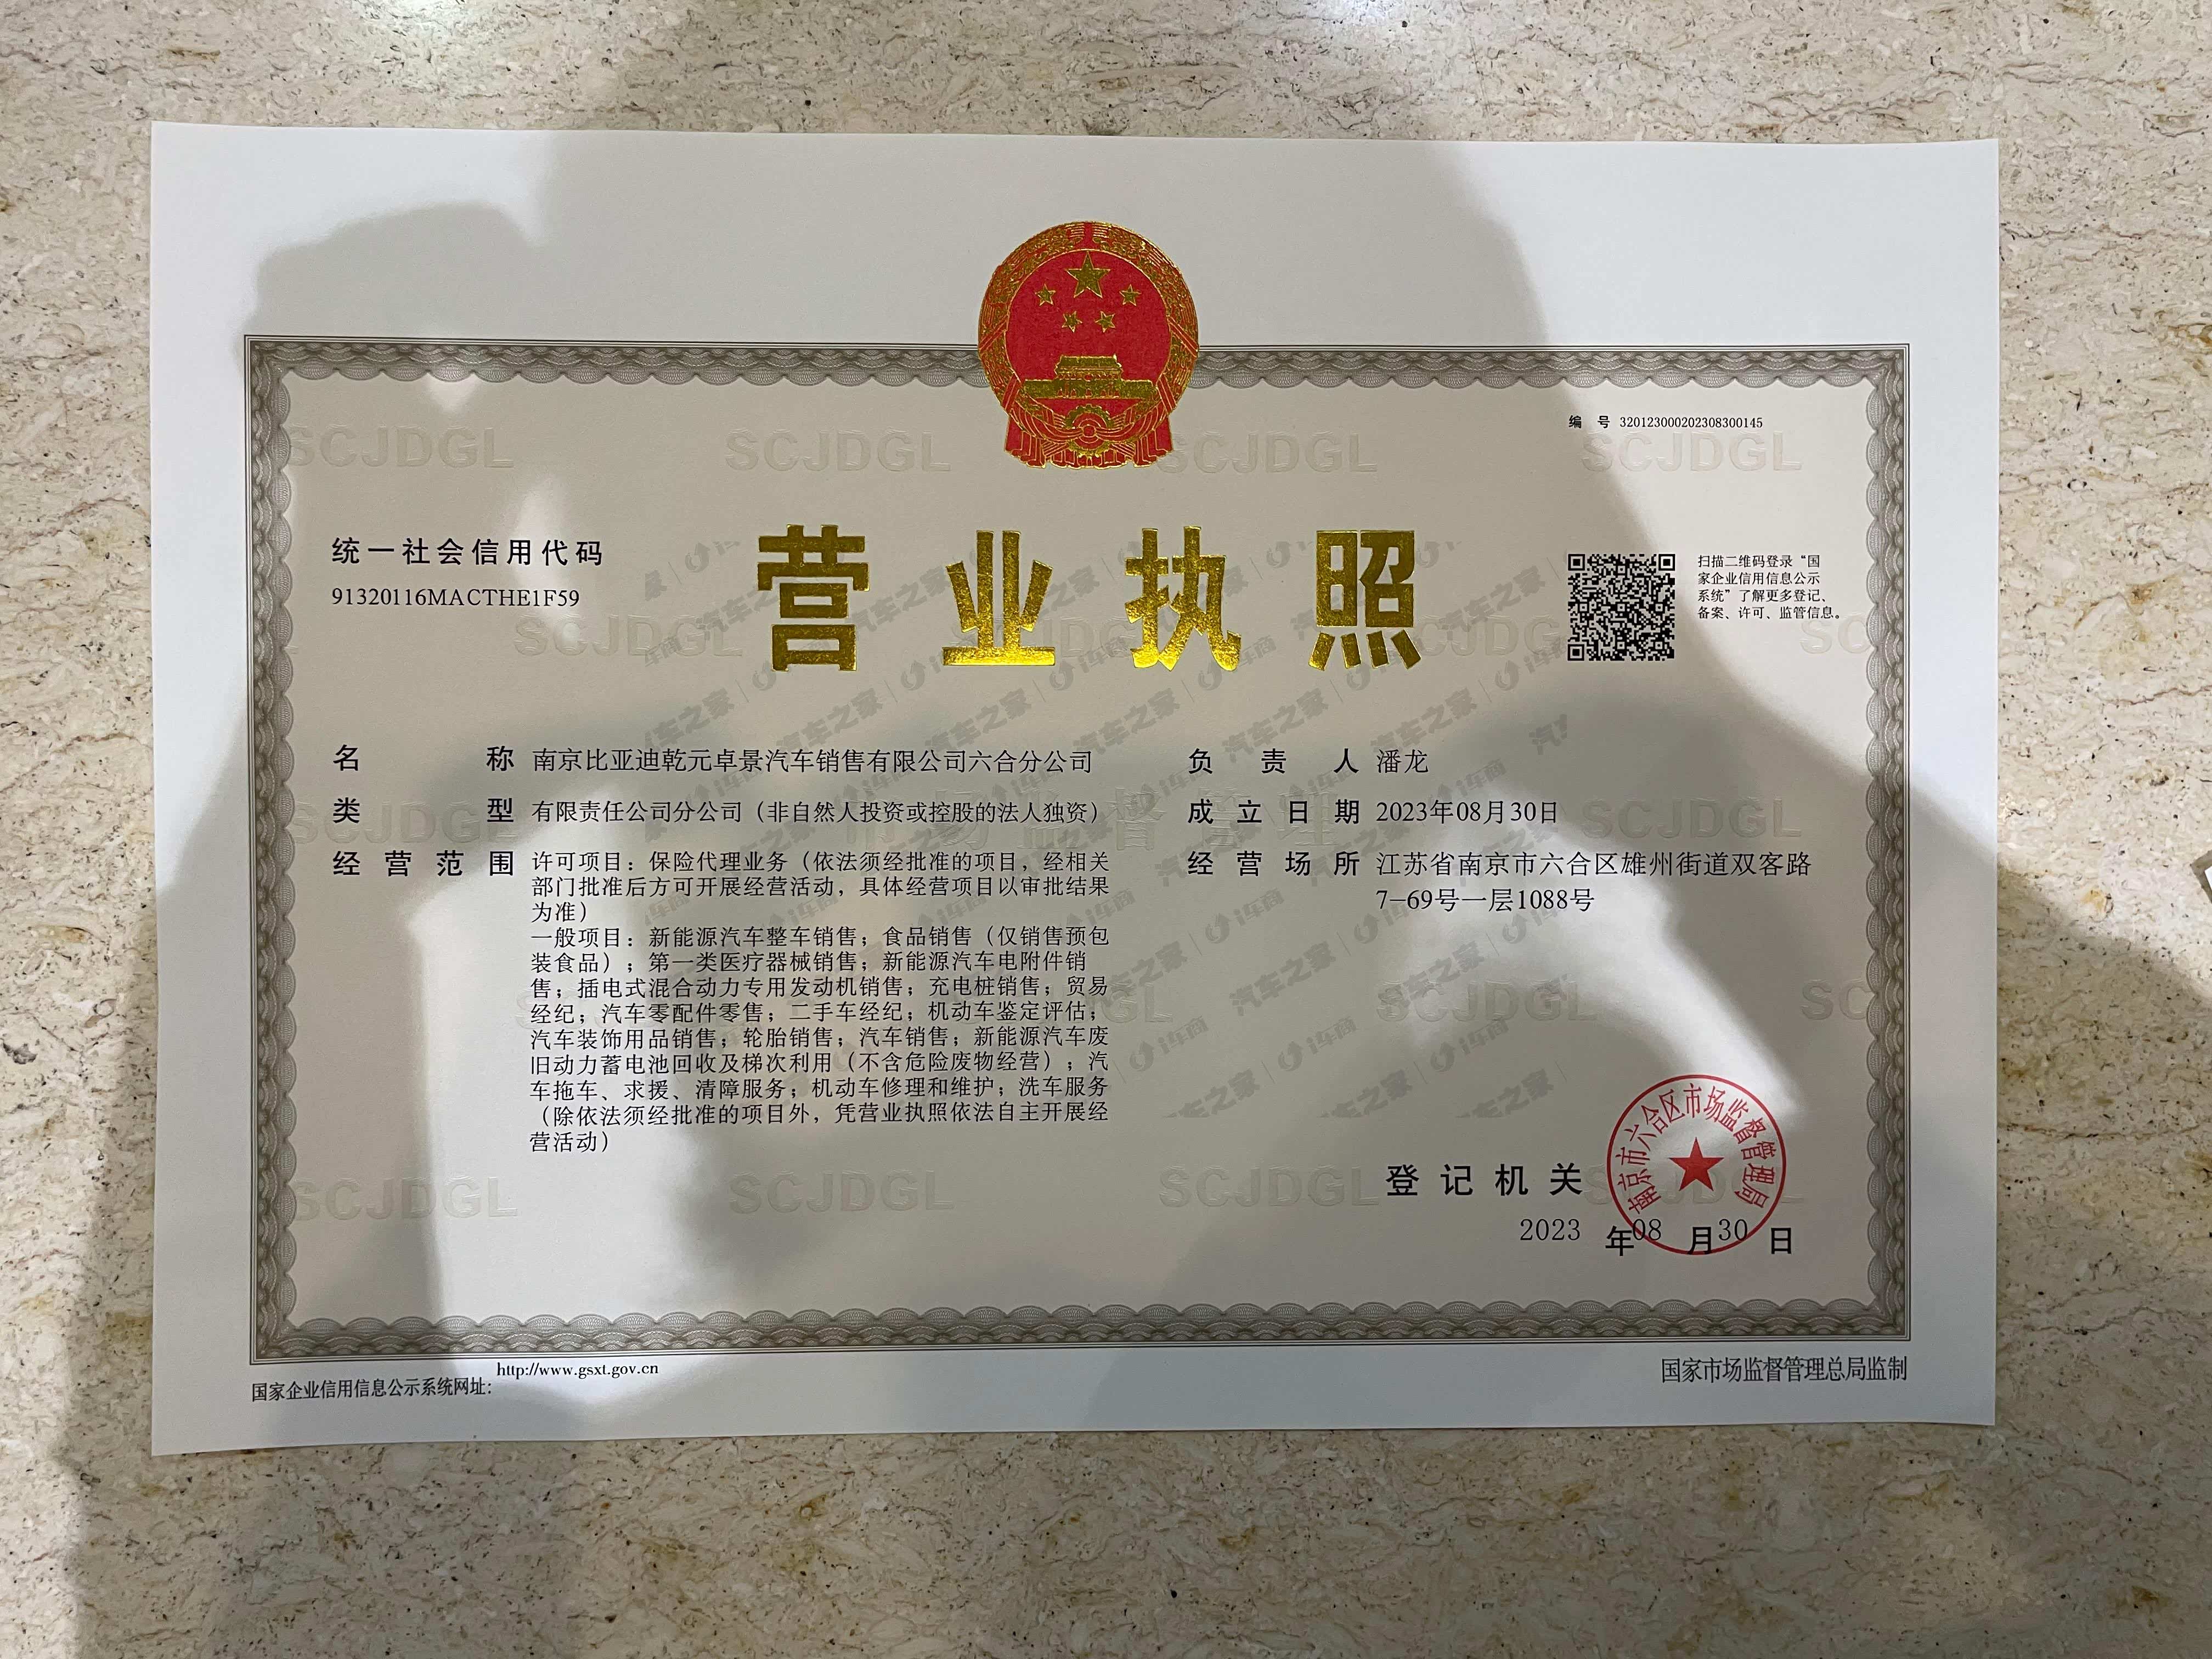 编 号 320123000202308300145
统一社会信用代码
91320116MACTHE1F59
营业执照
扫描二维码登录“国
家企业信用信息公示
系统”了解更多登记、
备案、许可、监管信息。
名 称 南京比亚迪乾元卓景汽车销售有限公司六合分公司
类 型 有限责任公司分公司（非自然人投资或控股的法人独资）
经 营 范 围 许可项目：保险代理业务（依法须经批准的项目，经相关
部门批准后方可开展经营活动，具体经营项目以审批结果
为准）
一般项目：新能源汽车整车销售；食品销售（仅销售预包
装食品）；第一类医疗器械销售；新能源汽车电附件销
售；插电式混合动力专用发动机销售；充电桩销售；贸易
经纪；汽车零配件零售；二手车经纪；机动车鉴定评估；
汽车装饰用品销售；轮胎销售；汽车销售；新能源汽车废
旧动力蓄电池回收及梯次利用（不含危险废物经营）；汽
车拖车、求援、清障服务；机动车修理和维护；洗车服务
（除依法须经批准的项目外，凭营业执照依法自主开展经
营活动）
负 责 人 潘龙
成 立 日 期 2023年08月30日
经 营 场 所 江苏省南京市六合区雄州街道双客路
7-69号一层1088号
登 记 机 关
南京市六合区市场监督管理局
2023 年 08 月 30 日
国家企业信用信息公示系统网址： http://www.gsxt.gov.cn
国家市场监督管理总局监制
SCJDGL
汽车之家